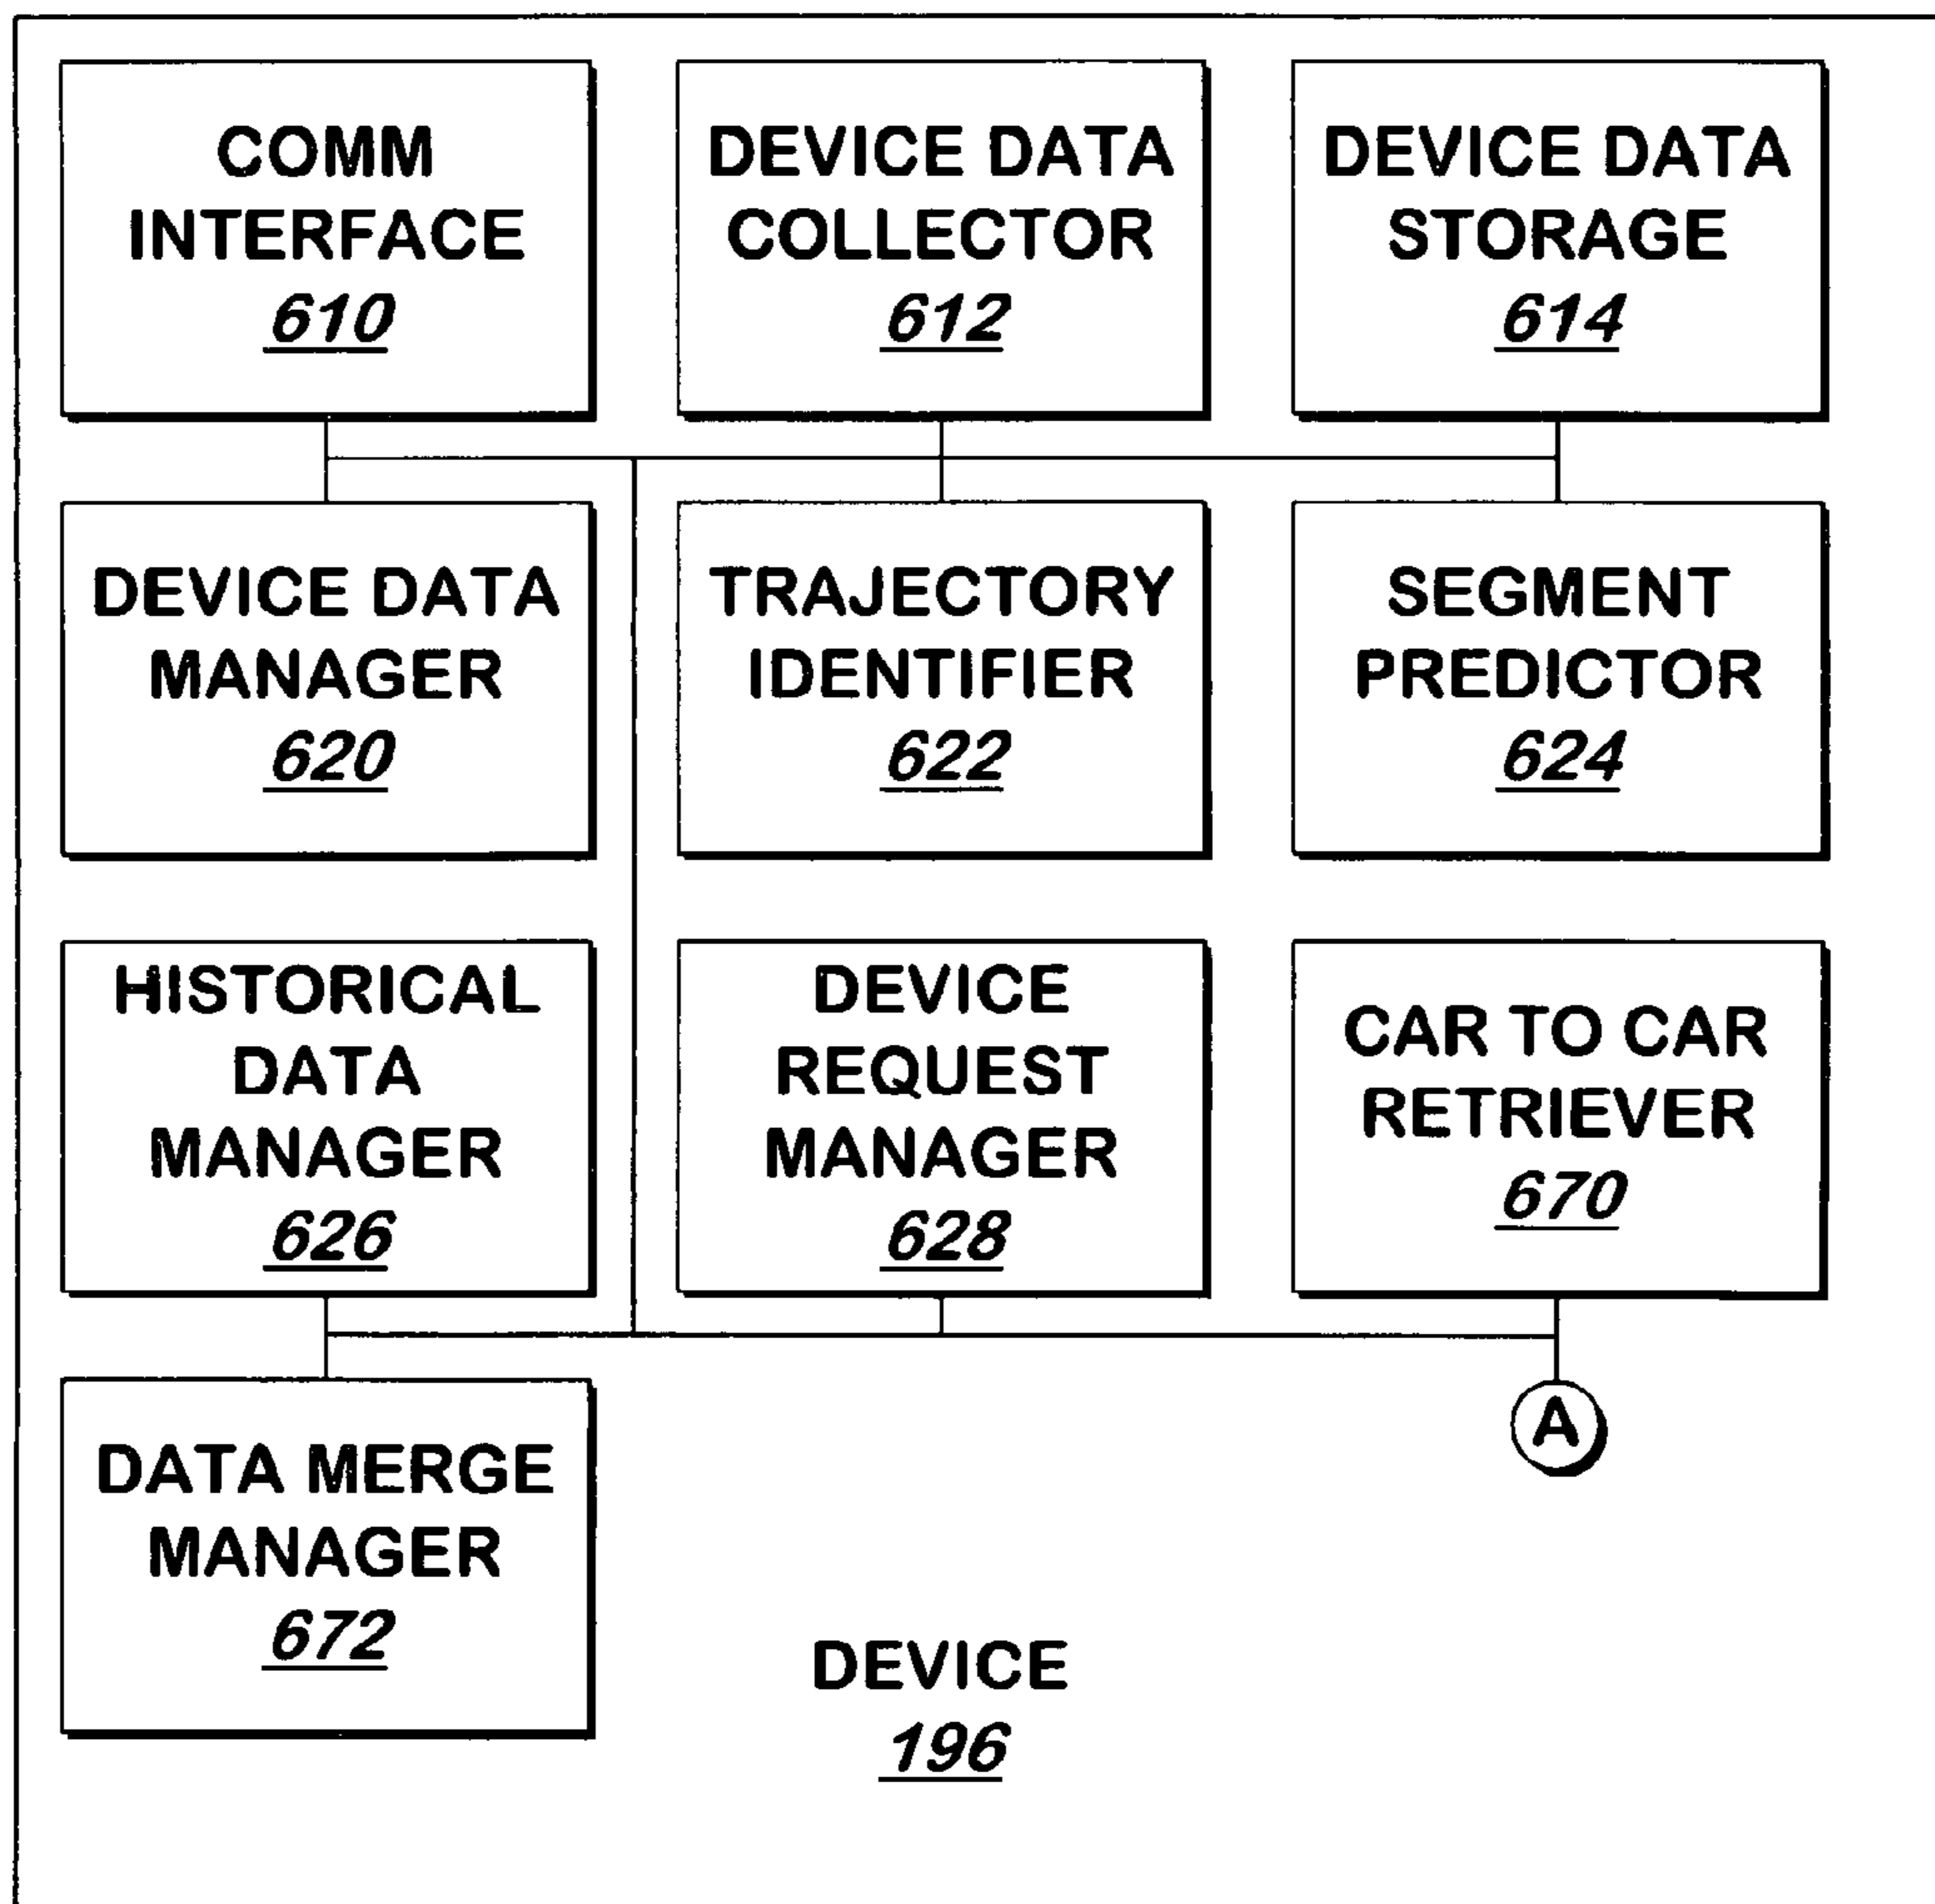 COMM
INTERFACE
610
DEVICE DATA
COLLECTOR
612
DEVICE DATA
STORAGE
614
DEVICE DATA
MANAGER
620
TRAJECTORY
IDENTIFIER
622
SEGMENT
PREDICTOR
624
HISTORICAL
DATA
MANAGER
626
DEVICE
REQUEST
MANAGER
628
CAR TO CAR
RETRIEVER
670
DATA MERGE
MANAGER
672
A
DEVICE
196